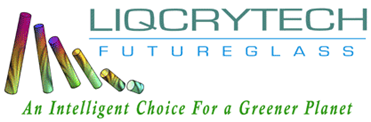 LIQCRYTECH
FUTUREGLASS
An Intelligent Choice For a Greener Planet